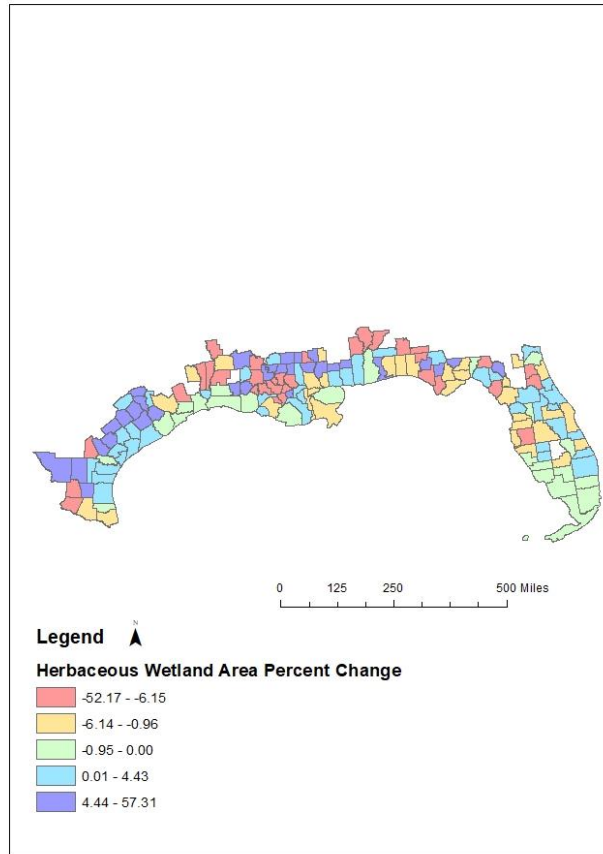 0 125 250 500 Miles
N
Legend
Herbaceous Wetland Area Percent Change
-52.17 - -6.15
-6.14 - -0.96
-0.95 - 0.00
0.01 - 4.43
4.44 - 57.31